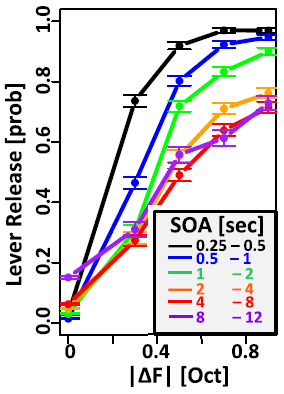 Lever Release [prob]
1.0
0.8
0.6
0.4
0.2
0.0
SOA [sec]
0.25 – 0.5
0.5 – 1
1 – 2
2 – 4
4 – 8
8 – 12
0 0.4 0.8
|ΔF| [Oct]